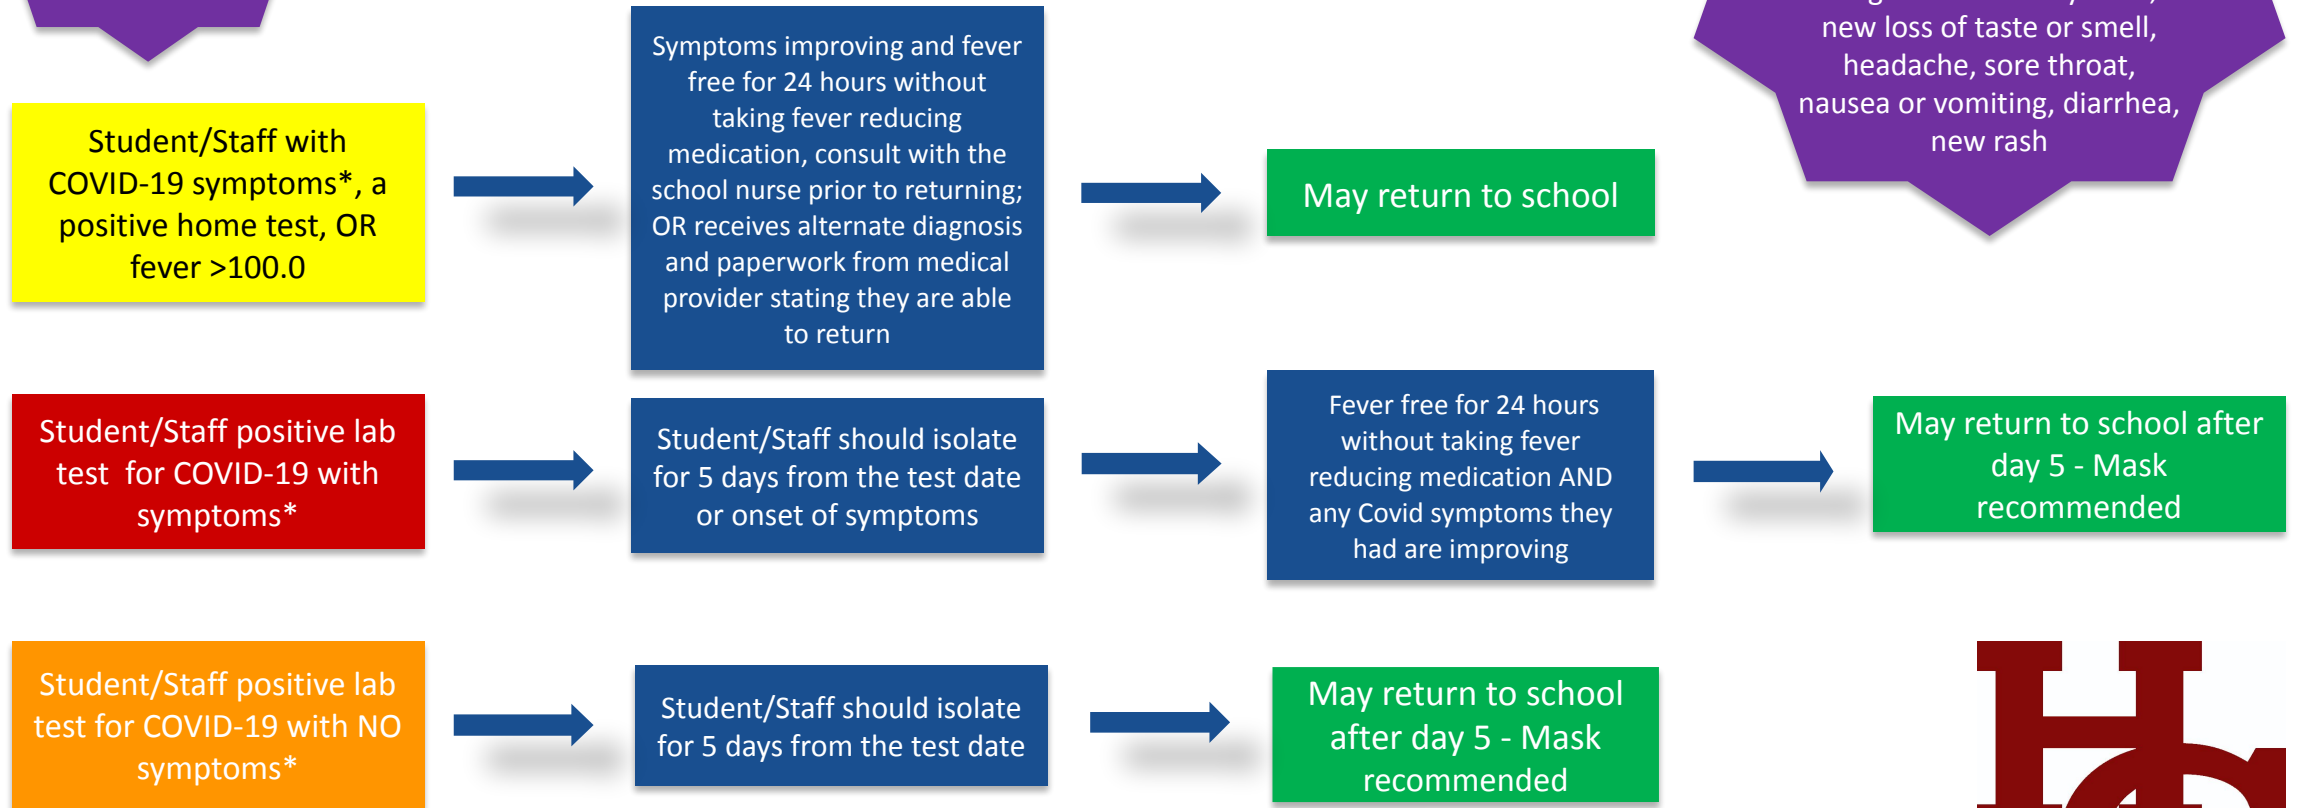 new loss of taste or smell,
headache, sore throat,
nausea or vomiting, diarrhea,
new rash
Student/Staff with
COVID-19 symptoms*, a
positive home test, OR
fever >100.0
Symptoms improving and fever
free for 24 hours without
taking fever reducing
medication, consult with the
school nurse prior to returning;
OR receives alternate diagnosis
and paperwork from medical
provider stating they are able
to return
May return to school
Student/Staff positive lab
test for COVID-19 with
symptoms*
Student/Staff should isolate
for 5 days from the test date
or onset of symptoms
Fever free for 24 hours
without taking fever
reducing medication AND
any Covid symptoms they
had are improving
May return to school after
day 5 - Mask
recommended
Student/Staff positive lab
test for COVID-19 with NO
symptoms*
Student/Staff should isolate
for 5 days from the test date
May return to school
after day 5 - Mask
recommended